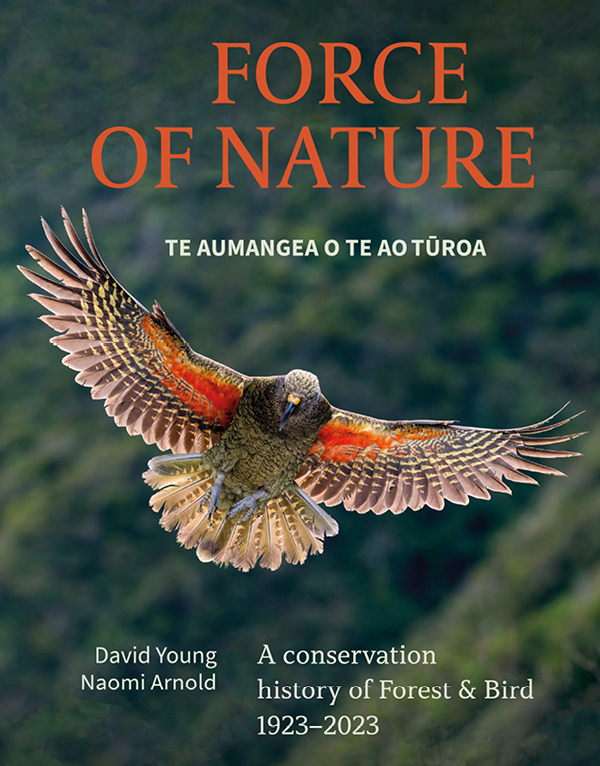 FORCE
OF NATURE
TE AUMANGEA O TE AO TŪROA
David Young
Naomi Arnold
A conservation
history of Forest & Bird
1923–2023